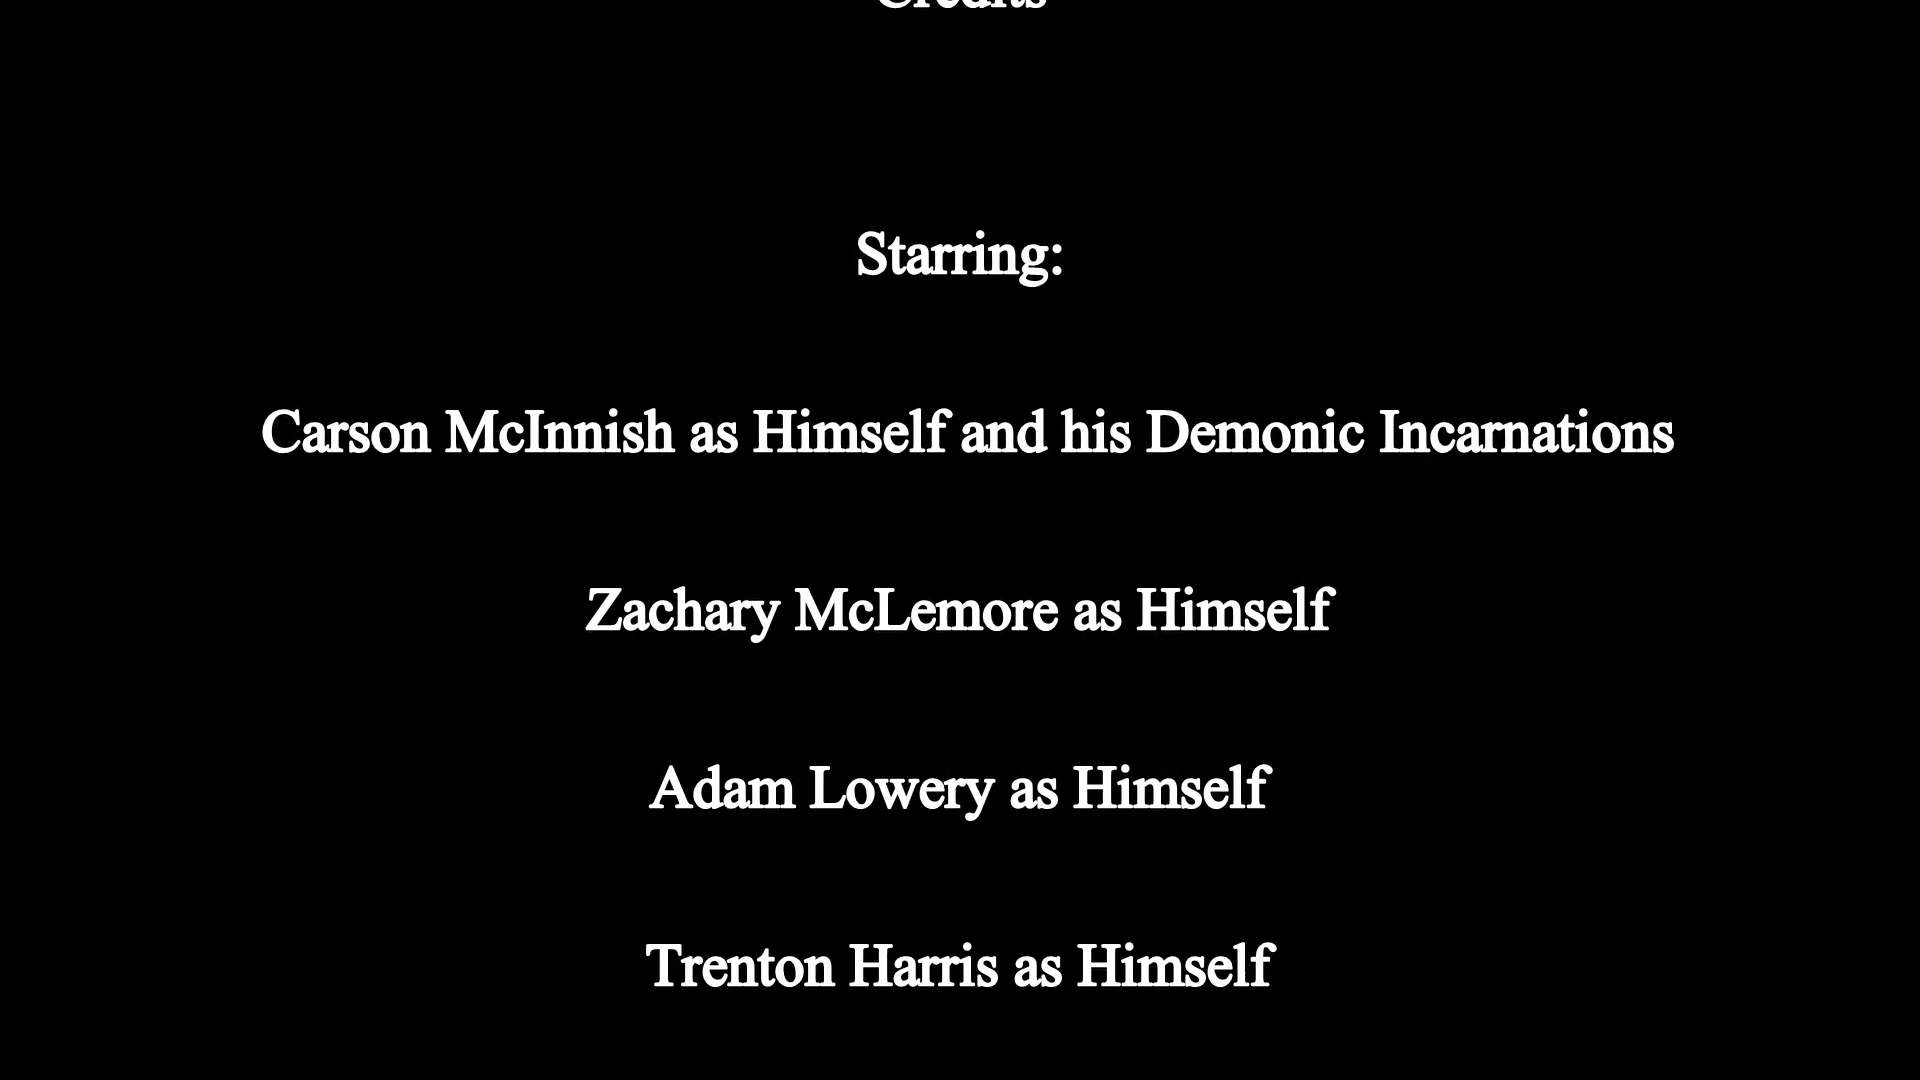 Credits
Starring:
Carson McInnish as Himself and his Demonic Incarnations
Zachary McLemore as Himself
Adam Lowery as Himself
Trenton Harris as Himself